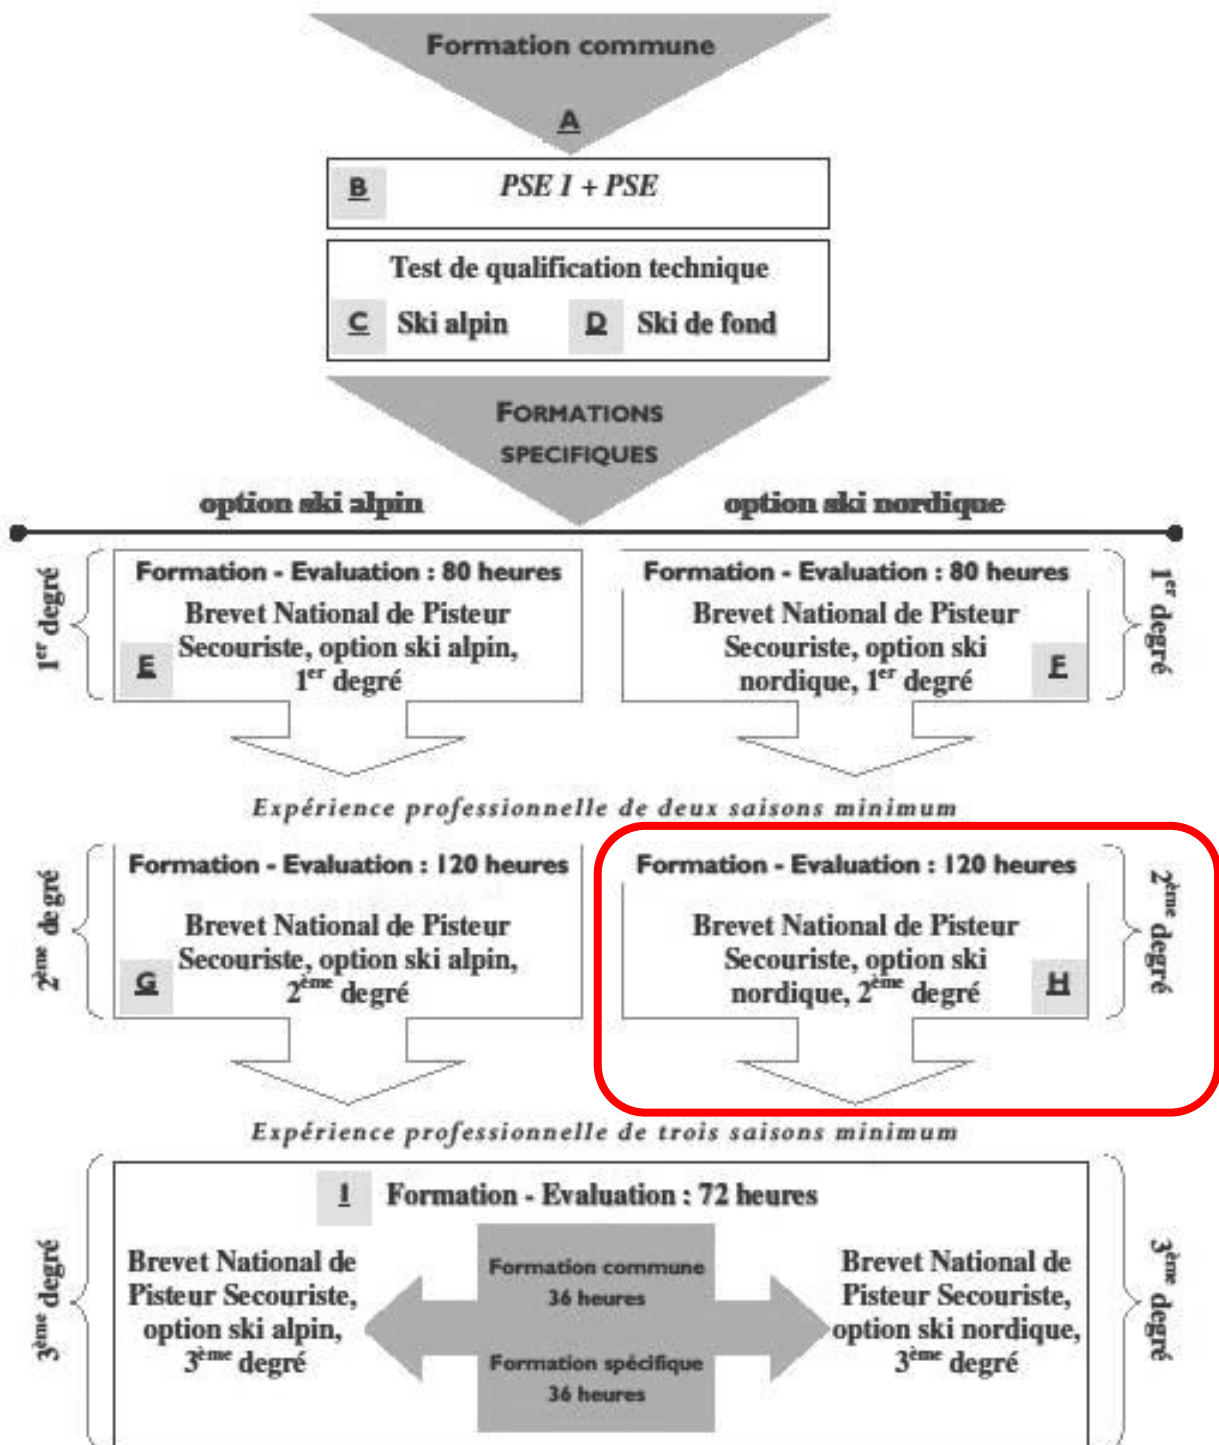 Formation commune
A
B PSE 1 + PSE
Test de qualification technique
C Ski alpin D Ski de fond
FORMATIONS
SPECIFIQUES
option ski alpin
option ski nordique
1er degré
Formation - Evaluation : 80 heures
Brevet National de Pisteur
Secouriste, option ski alpin,
1er degré
E
Formation - Evaluation : 80 heures
Brevet National de Pisteur
Secouriste, option ski
nordique, 1er degré
F
1er degré
Expérience professionnelle de deux saisons minimum
2ème degré
Formation - Evaluation : 120 heures
Brevet National de Pisteur
Secouriste, option ski alpin,
2ème degré
G
Formation - Evaluation : 120 heures
Brevet National de Pisteur
Secouriste, option ski
nordique, 2ème degré
H
2ème degré
Expérience professionnelle de trois saisons minimum
3ème degré
I Formation - Evaluation : 72 heures
Brevet National de
Pisteur Secouriste,
option ski alpin,
3ème degré
Formation commune
36 heures
Formation spécifique
36 heures
Brevet National de
Pisteur Secouriste,
option ski nordique,
3ème degré
3ème degré